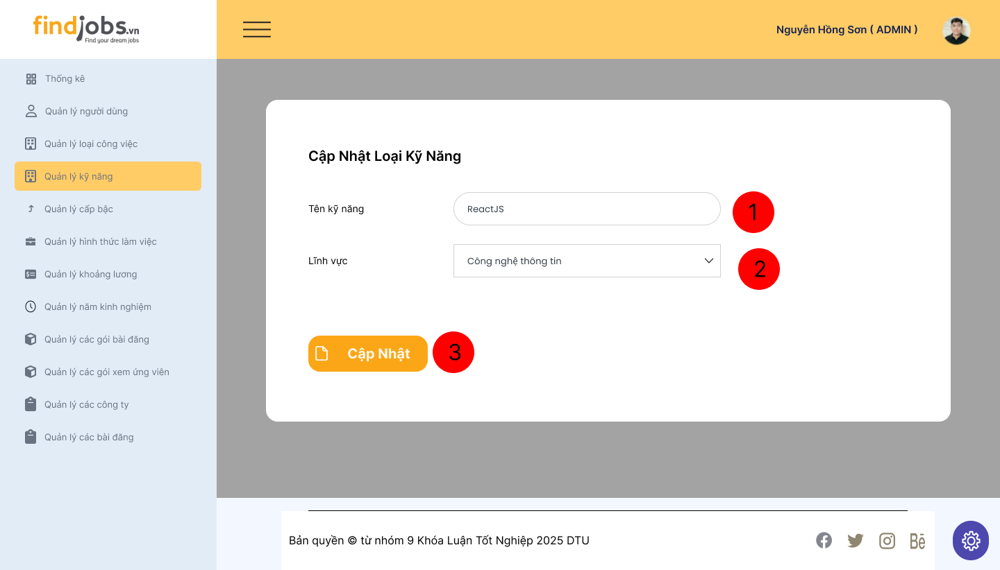 findjobs.vn
Find your dream jobs
Nguyễn Hồng Sơn ( ADMIN )
Thống kê
Quản lý người dùng
Quản lý loại công việc
Quản lý kỹ năng
Quản lý cấp bậc
Quản lý hình thức làm việc
Quản lý khoảng lương
Quản lý năm kinh nghiệm
Quản lý các gói bài đăng
Quản lý các gói xem ứng viên
Quản lý các công ty
Quản lý các bài đăng
Cập Nhật Loại Kỹ Năng
Tên kỹ năng
ReactJS
1
Lĩnh vực
Công nghệ thông tin
2
Cập Nhật
3
Bản quyền © từ nhóm 9 Khóa Luận Tốt Nghiệp 2025 DTU